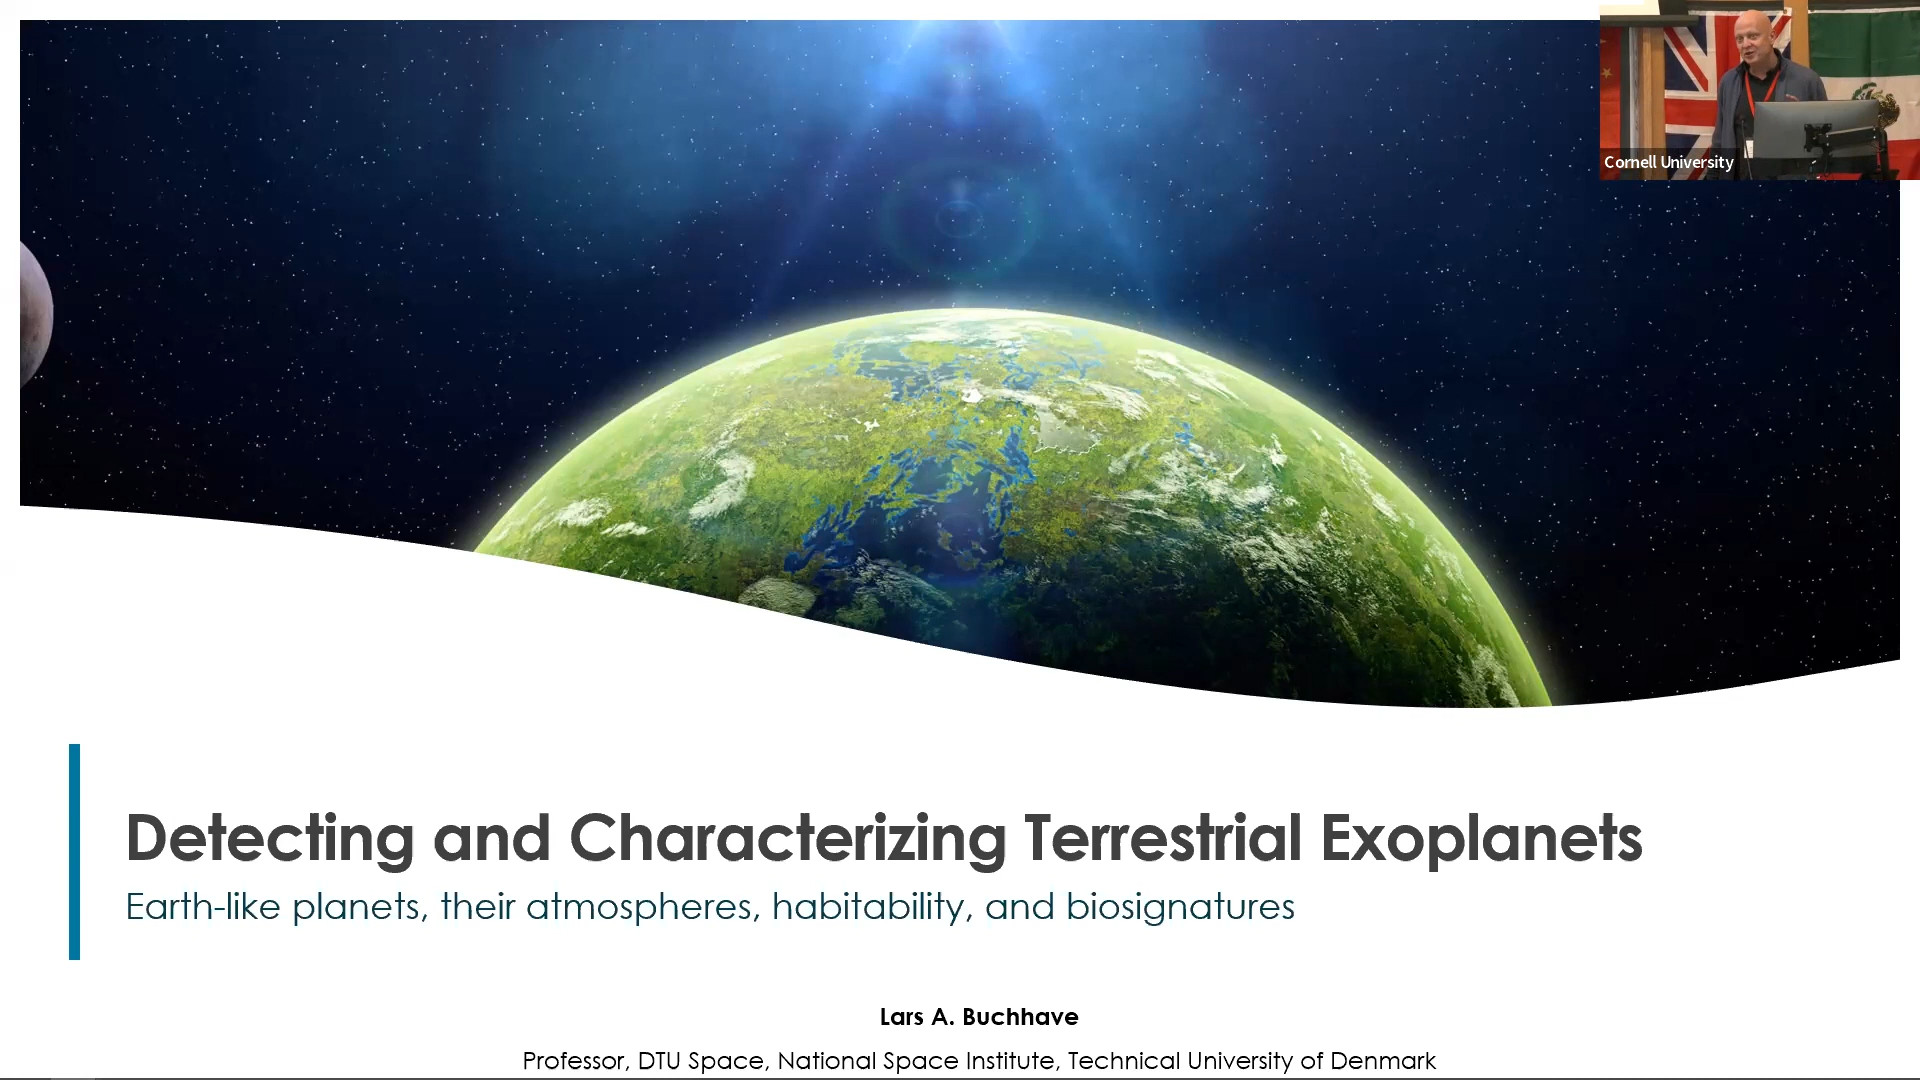 Cornell University
Detecting and Characterizing Terrestrial Exoplanets
Earth-like planets, their atmospheres, habitability, and biosignatures
Lars A. Buchhave
Professor, DTU Space, National Space Institute, Technical University of Denmark